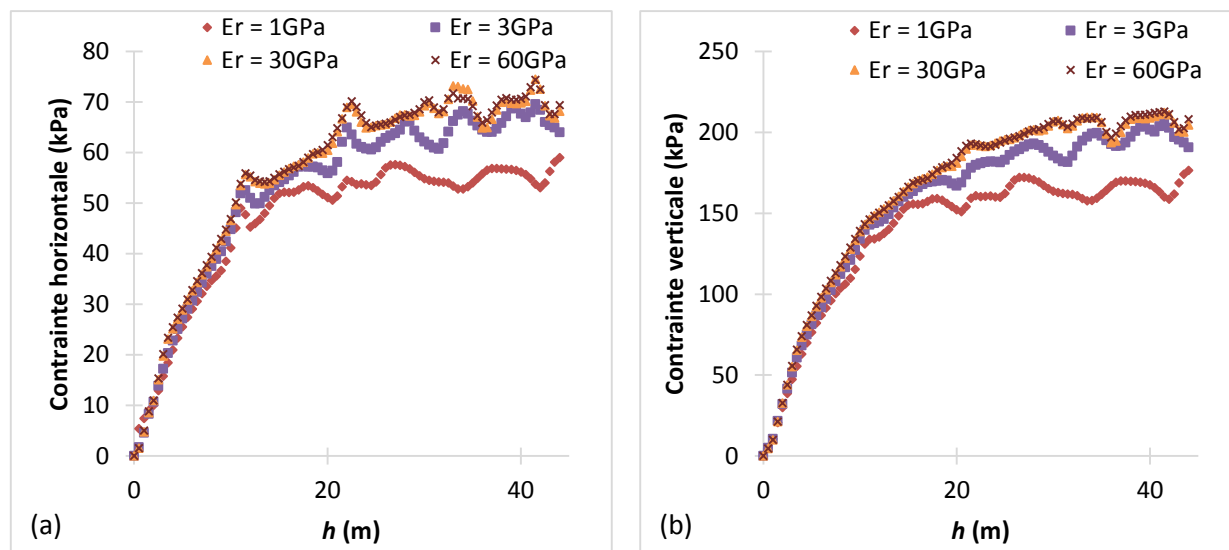 Er = 1GPa
Er = 3GPa
Er = 30GPa
Er = 60GPa
80
70
60
50
40
30
20
10
0
Contrainte horizontale (kPa)
0
20
40
h (m)
(a)
Er = 1GPa
Er = 3GPa
Er = 30GPa
Er = 60GPa
250
200
150
100
50
0
Contrainte verticale (kPa)
0
20
40
h (m)
(b)